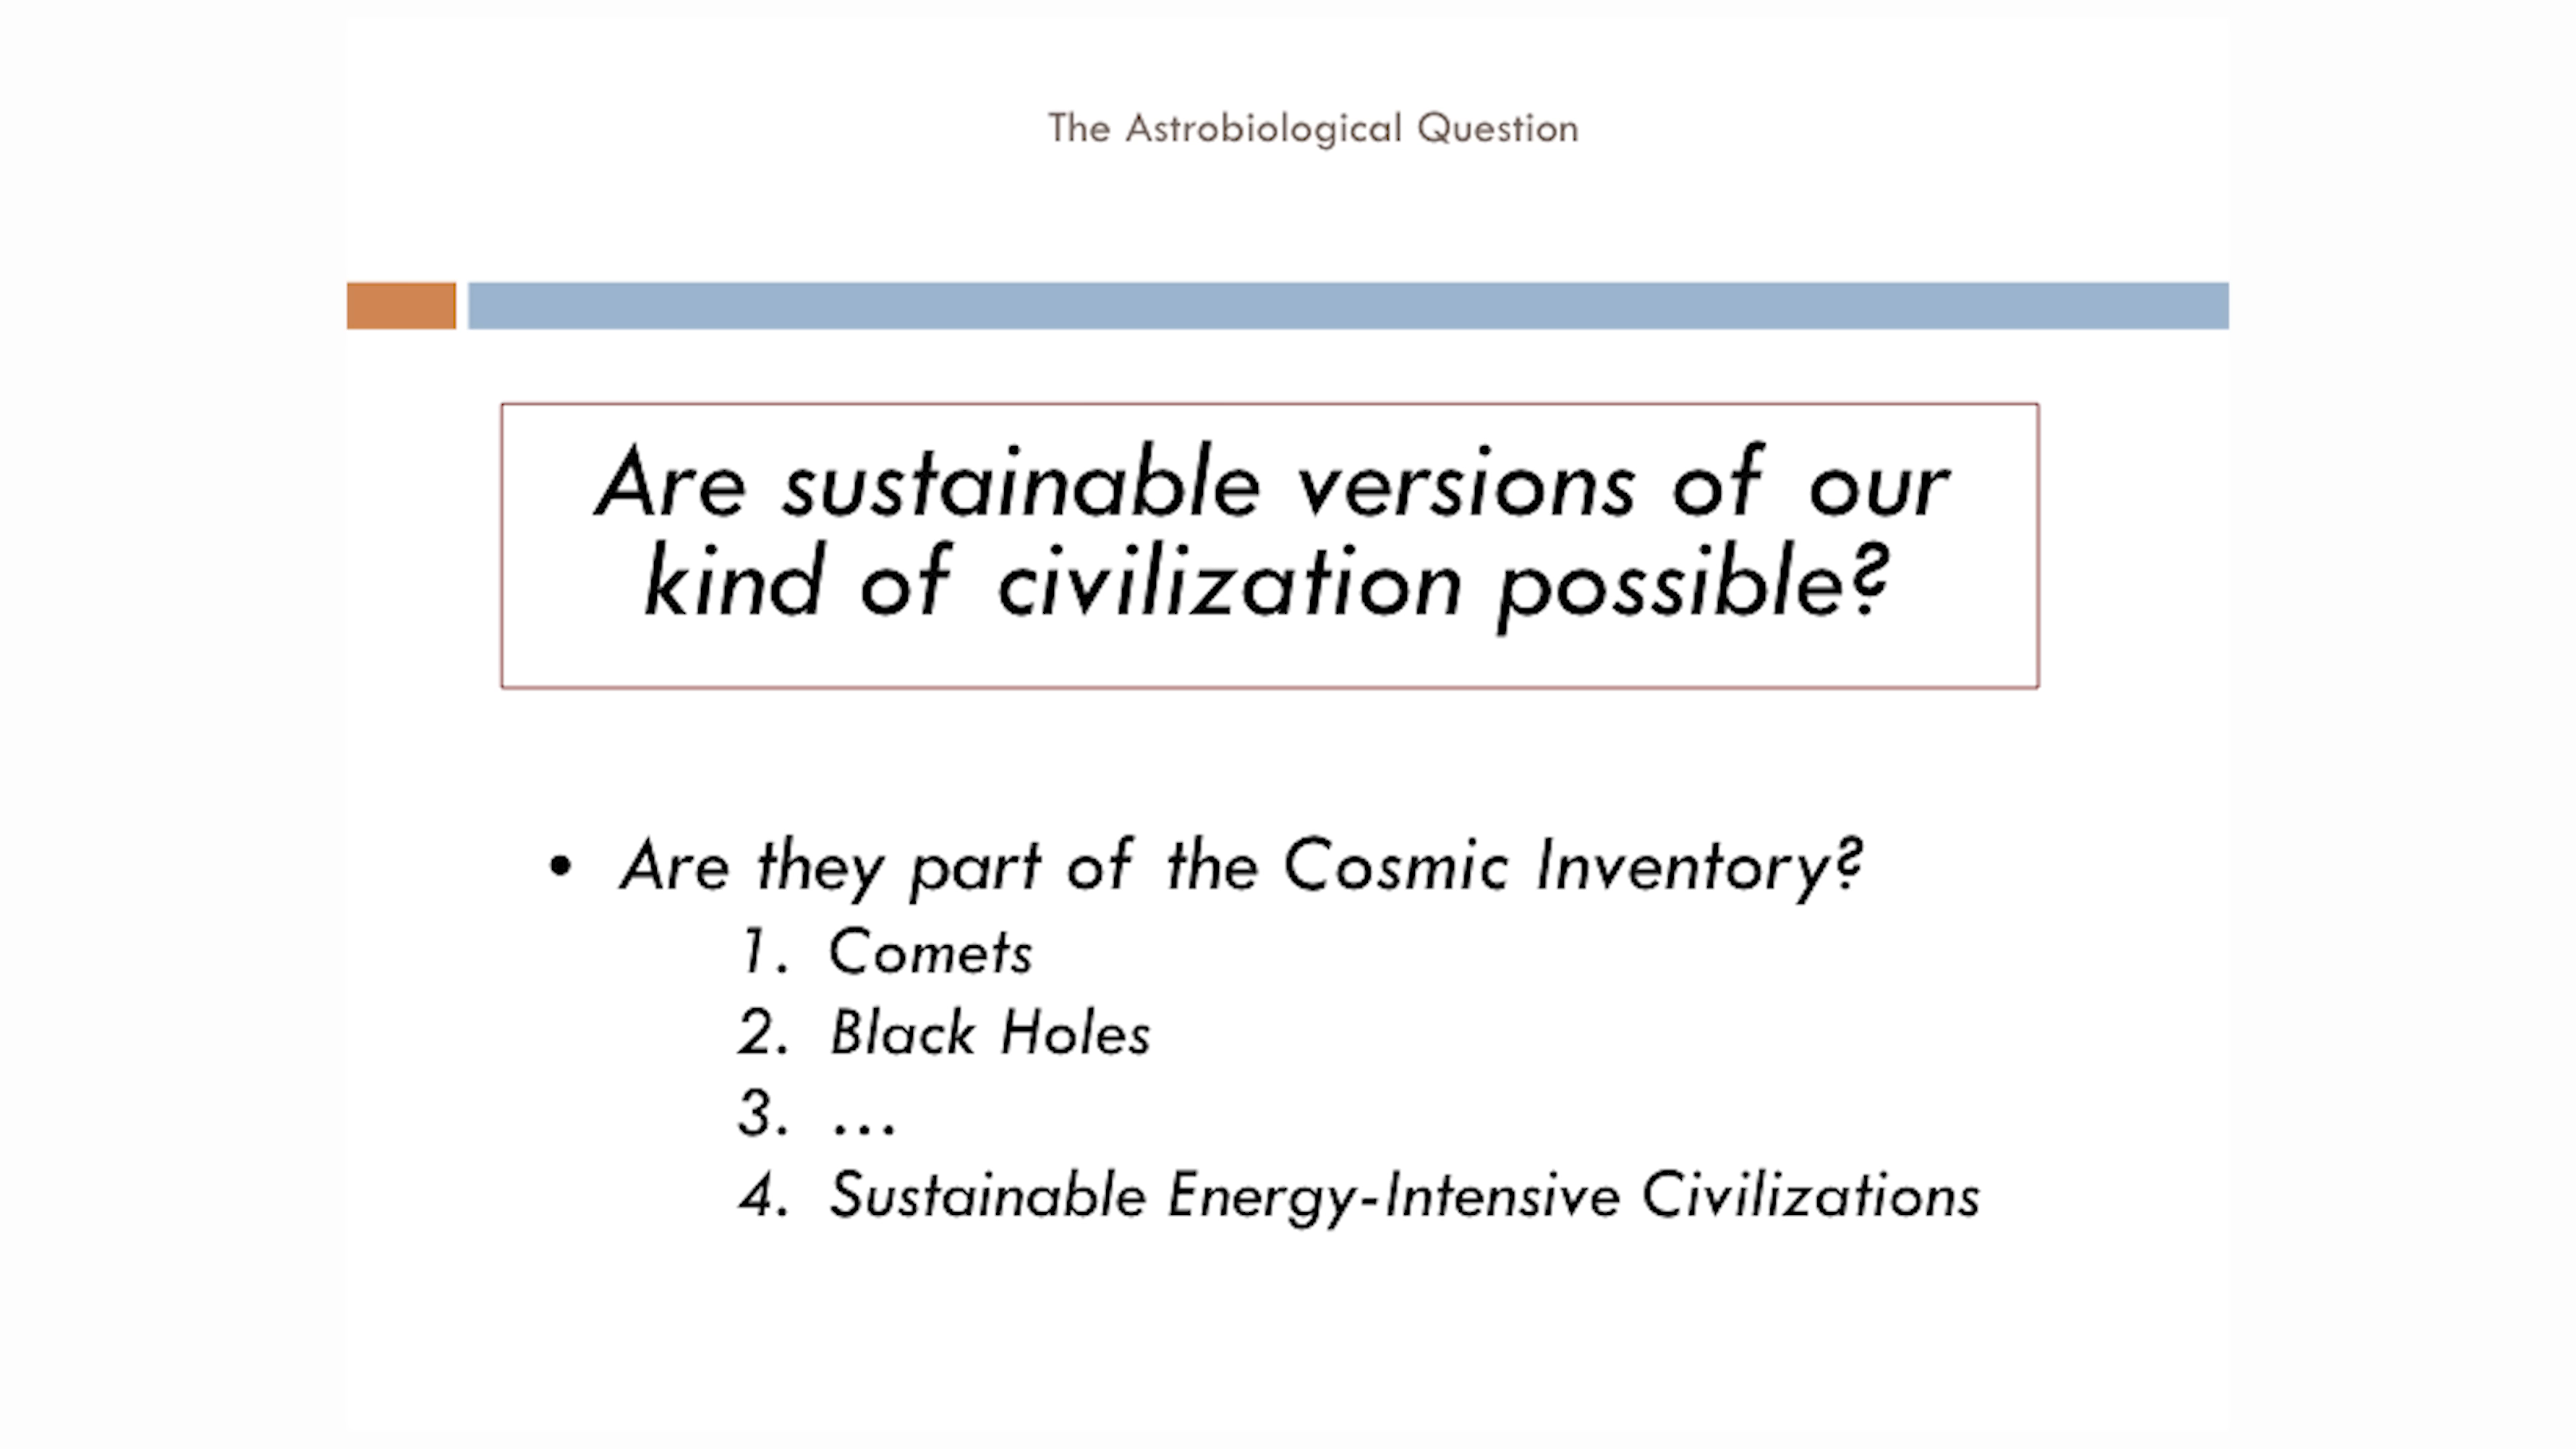 The Astrobiological Question
Are sustainable versions of our
kind of civilization possible?
• Are they part of the Cosmic Inventory?
1. Comets
2. Black Holes
3. ...
4. Sustainable Energy-Intensive Civilizations